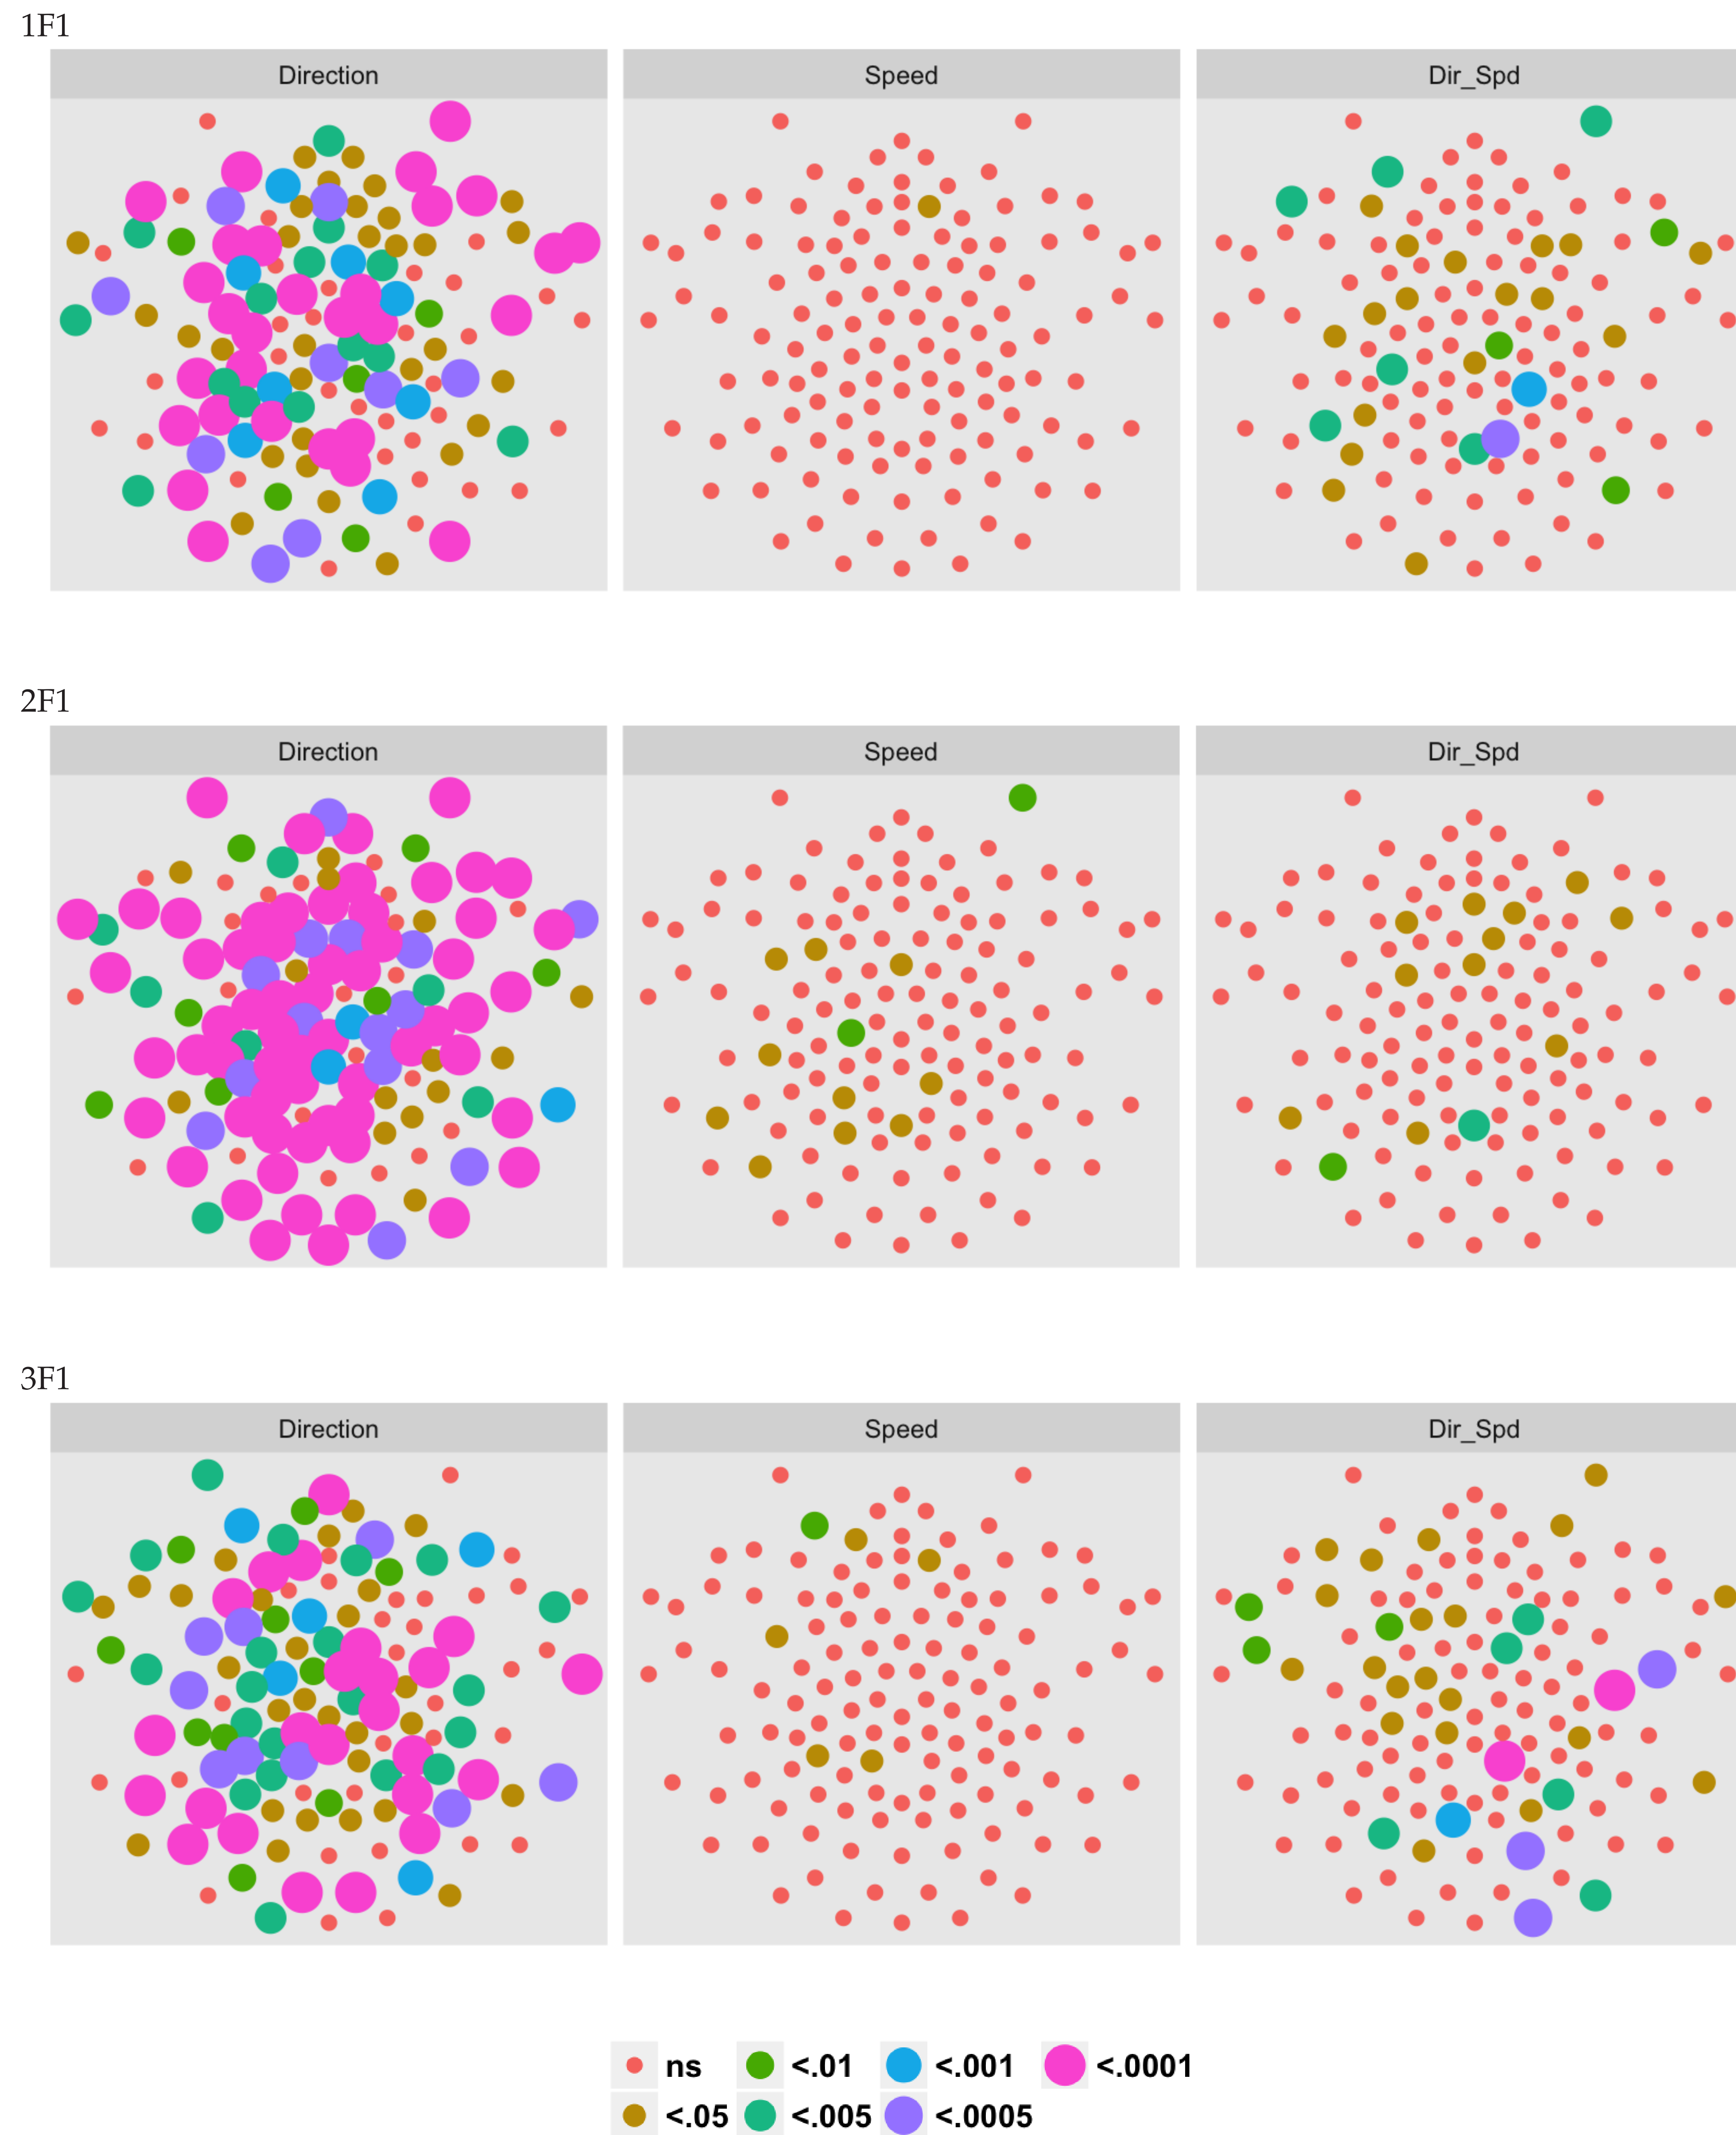 1F1
Direction Speed Dir_Spd
2F1
Direction Speed Dir_Spd
3F1
Direction Speed Dir_Spd
ns <.01 <.001 <.0001
<.05 <.005 <.0005